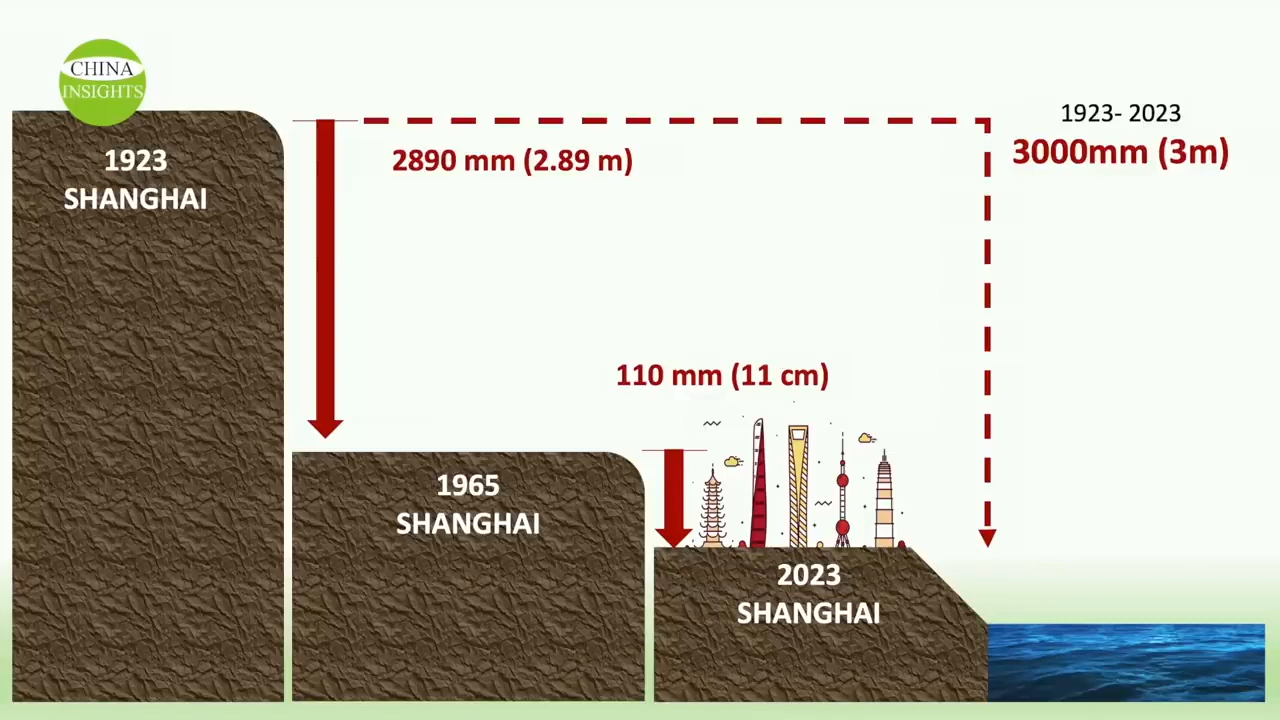 CHINA
INSIGHTS
1923
SHANGHAI
2890 mm (2.89 m)
1923- 2023
3000mm (3m)
110 mm (11 cm)
1965
SHANGHAI
2023
SHANGHAI